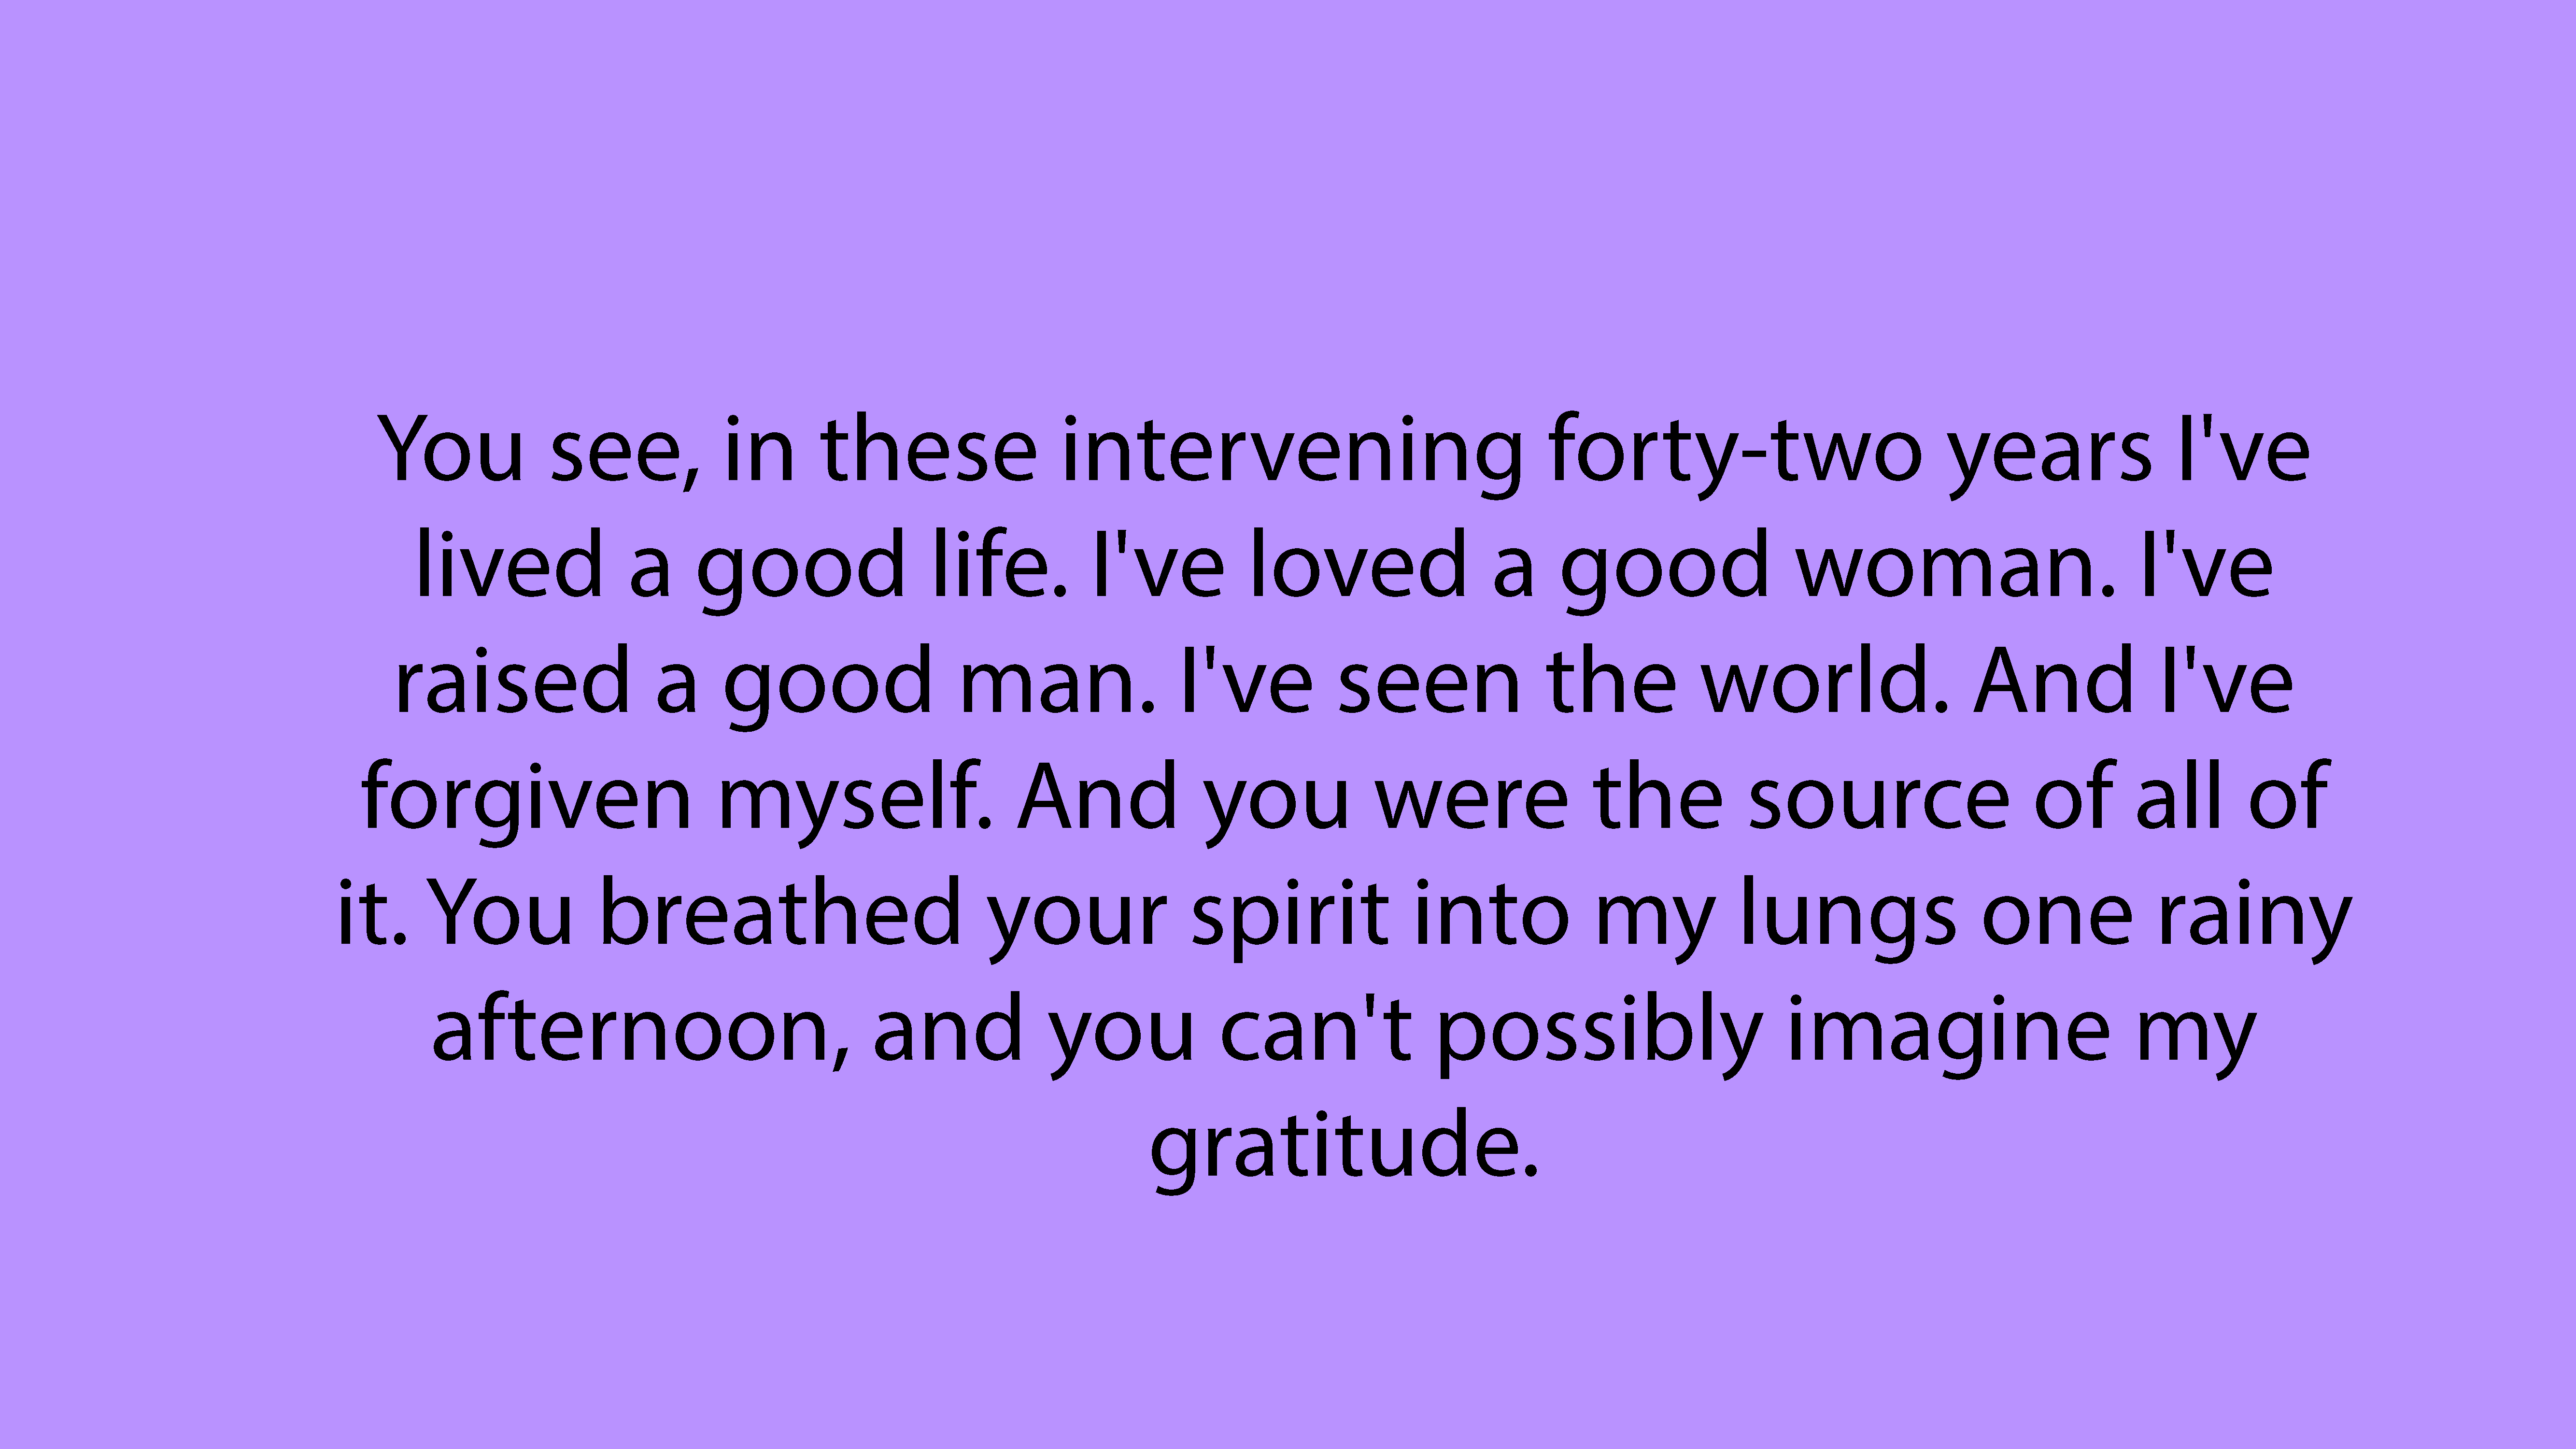 You see, in these intervening forty-two years I've
lived a good life. I've loved a good woman. I've
raised a good man. I've seen the world. And I've
forgiven myself. And you were the source of all of
it. You breathed your spirit into my lungs one rainy
afternoon, and you can't possibly imagine my
gratitude.